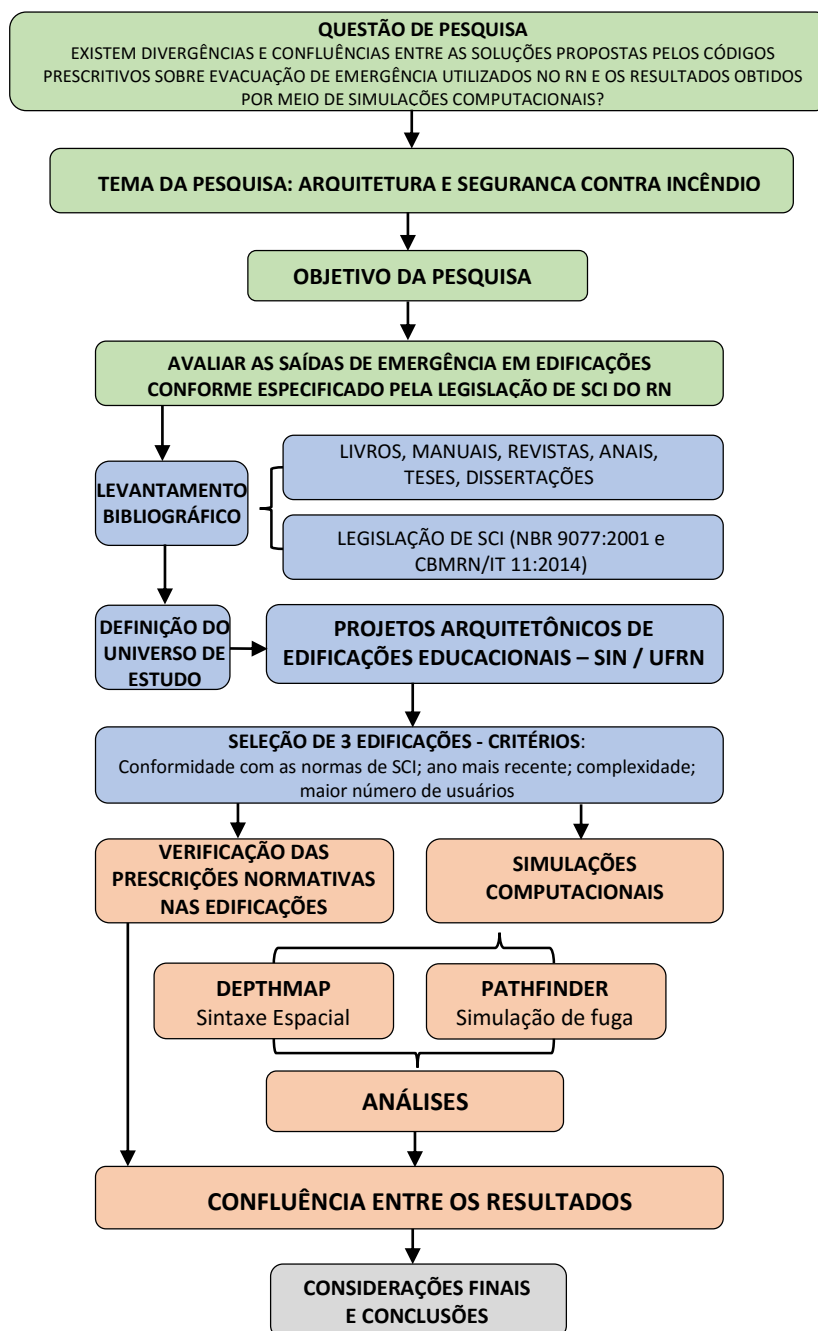 QUESTÃO DE PESQUISA
EXISTEM DIVERGÊNCIAS E CONFLUÊNCIAS ENTRE AS SOLUÇÕES PROPOSTAS PELOS CÓDIGOS
PRESCRITIVOS SOBRE EVACUAÇÃO DE EMERGÊNCIA UTILIZADOS NO RN E OS RESULTADOS OBTIDOS
POR MEIO DE SIMULAÇÕES COMPUTACIONAIS?
TEMA DA PESQUISA: ARQUITETURA E SEGURANCA CONTRA INCÊNDIO
OBJETIVO DA PESQUISA
AVALIAR AS SAÍDAS DE EMERGÊNCIA EM EDIFICAÇÕES
CONFORME ESPECIFICADO PELA LEGISLAÇÃO DE SCI DO RN
LEVANTAMENTO
BIBLIOGRÁFICO
LIVROS, MANUAIS, REVISTAS, ANAIS,
TESES, DISSERTAÇÕES
LEGISLAÇÃO DE SCI (NBR 9077:2001 e
CBMRN/IT 11:2014)
DEFINIÇÃO DO
UNIVERSO DE
ESTUDO
PROJETOS ARQUITETÔNICOS DE
EDIFICAÇÕES EDUCACIONAIS – SIN / UFRN
SELEÇÃO DE 3 EDIFICAÇÕES - CRITÉRIOS:
Conformidade com as normas de SCI; ano mais recente; complexidade;
maior número de usuários
VERIFICAÇÃO DAS
PRESCRIÇÕES NORMATIVAS
NAS EDIFICAÇÕES
SIMULAÇÕES
COMPUTACIONAIS
DEPTHMAP
Sintaxe Espacial
PATHFINDER
Simulação de fuga
ANÁLISES
CONFLUÊNCIA ENTRE OS RESULTADOS
CONSIDERAÇÕES FINAIS
E CONCLUSÕES